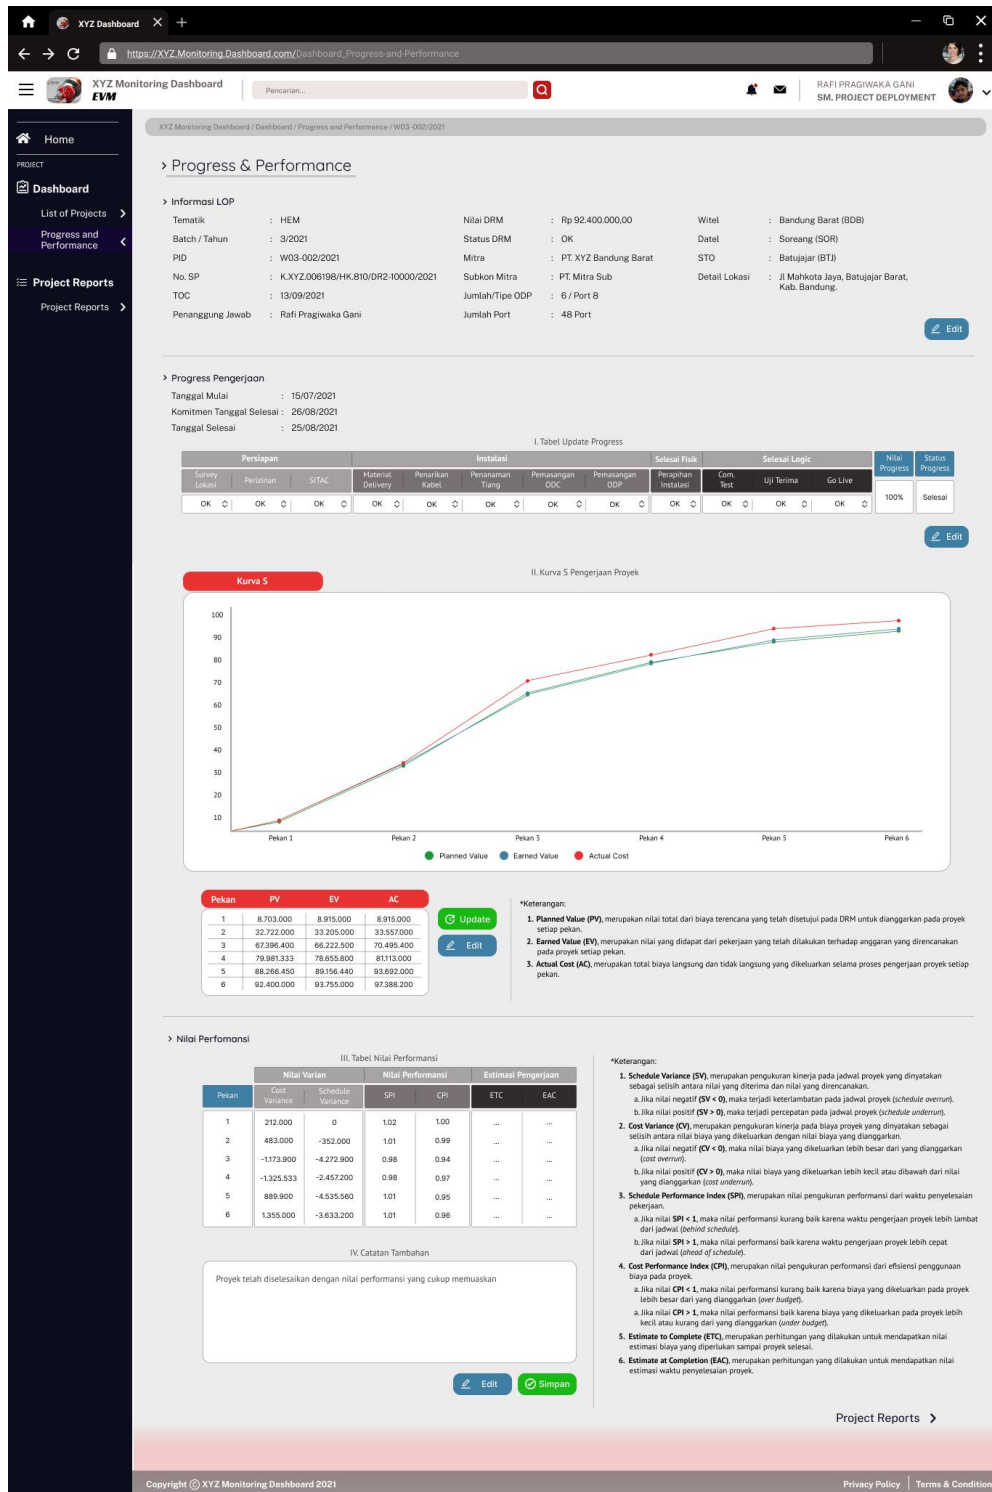 XYZ Dashboard
https://XYZ.Monitoring.Dashboard.com/Dashboard_Progress-and-Performance
XYZ Monitoring Dashboard
EVM
Pencarian...
RAFI PRAGIWAKA GANI
SM. PROJECT DEPLOYMENT
Home
PROJECT
Dashboard
List of Projects
Progress and
Performance
Project Reports
Project Reports
XYZ Monitoring Dashboard / Dashboard / Progress and Performance / W03-002/2021
Progress & Performance
Informasi LOP
Tematik : HEM Nilai DRM : Rp 92.400.000,00 Witel : Bandung Barat (BDB)
Batch / Tahun : 3/2021 Status DRM : OK Datel : Soreang (SOR)
PID : W03-002/2021 Mitra : PT. XYZ Bandung Barat STO : Batujajar (BTJ)
No. SP : K.XYZ.006198/HK.810/DR2-10000/2021 Subkon Mitra : PT. Mitra Sub Detail Lokasi : Jl Mahkota Jaya, Batujajar Barat,
Kab. Bandung.
TOC : 13/09/2021 Jumlah/Tipe ODP : 6 / Port 8
Penanggung Jawab : Rafi Pragiwaka Gani Jumlah Port : 48 Port
Edit
Progress Pengerjaan
Tanggal Mulai : 15/07/2021
Komitmen Tanggal Selesai : 26/08/2021
Tanggal Selesai : 25/08/2021
I. Tabel Update Progress
Persiapan Instalasi Selesai Fisik Selesai Logic Nilai Progress Status Progress
Survey Lokasi Perizinan SITAC Material Delivery Penarikan Kabel Penanaman Tiang Pemasangan ODC Pemasangan ODP Perapihan Instalasi Com. Test Uji Terima Go Live
OK OK OK OK OK OK OK OK OK OK OK OK 100% Selesai
Edit
II. Kurva S Pengerjaan Proyek
Kurva S
100
90
80
70
60
50
40
30
20
10
Pekan 1 Pekan 2 Pekan 3 Pekan 4 Pekan 5 Pekan 6
Planned Value Earned Value Actual Cost
Pekan PV EV AC
1 8.703.000 8.915.000 8.915.000
2 32.722.000 33.205.000 33.557.000
3 67.396.400 66.222.500 70.495.400
4 79.981.333 78.655.800 81.113.000
5 88.266.450 89.156.440 93.692.000
6 92.400.000 93.755.000 97.388.200
Update
Edit
*Keterangan:
1. Planned Value (PV), merupakan nilai total dari biaya terencana yang telah disetujui pada DRM untuk dianggarkan pada proyek
setiap pekan.
2. Earned Value (EV), merupakan nilai yang didapat dari pekerjaan yang telah dilakukan terhadap anggaran yang direncanakan
pada proyek setiap pekan.
3. Actual Cost (AC), merupakan total biaya langsung dan tidak langsung yang dikeluarkan selama proses pengerjaan proyek setiap
pekan.
Nilai Perfomansi
III. Tabel Nilai Performansi
Nilai Varian Nilai Performansi Estimasi Pengerjaan
Pekan Cost Variance Schedule Variance SPI CPI ETC EAC
1 212.000 0 1.02 1.00 ... ...
2 483.000 -352.000 1.01 0.99 ... ...
3 -1.173.900 -4.272.900 0.98 0.94 ... ...
4 -1.325.533 -2.457.200 0.98 0.97 ... ...
5 889.900 -4.535.560 1.01 0.95 ... ...
6 1.355.000 -3.633.200 1.01 0.96 ... ...
IV. Catatan Tambahan
Proyek telah diselesaikan dengan nilai performansi yang cukup memuaskan
Edit
Simpan
*Keterangan:
1. Schedule Variance (SV), merupakan pengukuran kinerja pada jadwal proyek yang dinyatakan
sebagai selisih antara nilai yang diterima dan nilai yang direncanakan.
a. Jika nilai negatif (SV < 0), maka terjadi keterlambatan pada jadwal proyek (schedule overrun).
b. Jika nilai positif (SV > 0), maka terjadi percepatan pada jadwal proyek (schedule underrun).
2. Cost Variance (CV), merupakan pengukuran kinerja pada biaya proyek yang dinyatakan sebagai
selisih antara nilai biaya yang dikeluarkan dengan nilai biaya yang dianggarkan.
a. Jika nilai negatif (CV < 0), maka nilai biaya yang dikeluarkan lebih besar dari yang dianggarkan
(cost overrun).
b. Jika nilai positif (CV > 0), maka nilai biaya yang dikeluarkan lebih kecil atau dibawah dari nilai
yang dianggarkan (cost underrun).
3. Schedule Performance Index (SPI), merupakan nilai pengukuran performansi dari waktu penyelesaian
pekerjaan.
a. Jika nilai SPI < 1, maka nilai performansi kurang baik karena waktu pengerjaan proyek lebih lambat
dari jadwal (behind schedule).
b. Jika nilai SPI > 1, maka nilai performansi baik karena waktu pengerjaan proyek lebih cepat
dari jadwal (ahead of schedule).
4. Cost Performance Index (CPI), merupakan nilai pengukuran performansi dari efisiensi penggunaan
biaya pada proyek.
a. Jika nilai CPI < 1, maka nilai performansi kurang baik karena biaya yang dikeluarkan pada proyek
lebih besar dari yang dianggarkan (over budget).
a. Jika nilai CPI > 1, maka nilai performansi baik karena biaya yang dikeluarkan pada proyek lebih
kecil atau kurang dari yang dianggarkan (under budget).
5. Estimate to Complete (ETC), merupakan perhitungan yang dilakukan untuk mendapatkan nilai
estimasi biaya yang diperlukan sampai proyek selesai.
6. Estimate at Completion (EAC), merupakan perhitungan yang dilakukan untuk mendapatkan nilai
estimasi waktu penyelesaian proyek.
Project Reports
Copyright © XYZ Monitoring Dashboard 2021
Privacy Policy | Terms & Condition